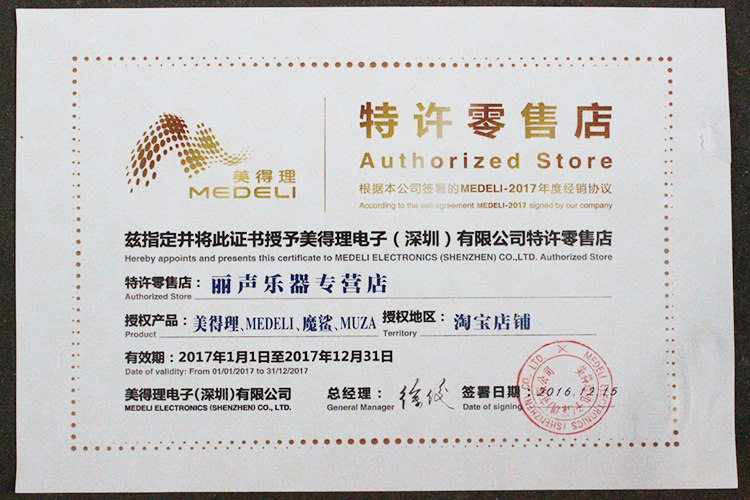 特许零售店
Authorized Store
美得理
MEDELI
根据本公司签署的MEDELI-2017年度经销协议
According to the sell agreement MEDELI-2017 signed by our company
兹指定并将此证书授予美得理电子(深圳)有限公司特许零售店
Hereby appoints and presents this certificate to MEDELI ELECTRONICS (SHENZHEN) CO.,LTD. Authorized Store
特许零售店: 丽声乐器专营店
Authorized Store
授权产品: 美得理、MEDELI、魔鲨、MUZA 授权地区: 淘宝店铺
Product Territory
有效期: 2017年1月1日至2017年12月31日
Date of validity: From 01/01/2017 to 31/12/2017
美得理电子(深圳)有限公司 总经理: 签署日期: 2016.12.15
MEDELI ELECTRONICS (SHENZHEN) CO., LTD. General Manager Date of signing
MEDELI ELECTRONICS (SHENZHEN) CO., LTD.